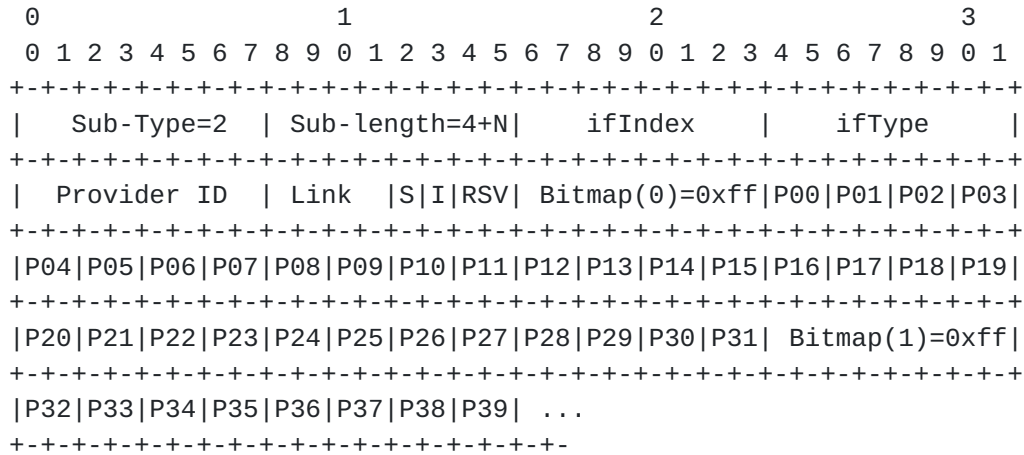 0                   1                   2                   3
 0 1 2 3 4 5 6 7 8 9 0 1 2 3 4 5 6 7 8 9 0 1 2 3 4 5 6 7 8 9 0 1
+-+-+-+-+-+-+-+-+-+-+-+-+-+-+-+-+-+-+-+-+-+-+-+-+-+-+-+-+-+-+-+-+
|   Sub-Type=2  | Sub-length=4+N|    ifIndex    |    ifType     |
+-+-+-+-+-+-+-+-+-+-+-+-+-+-+-+-+-+-+-+-+-+-+-+-+-+-+-+-+-+-+-+-+
|  Provider ID  | Link  |S|I|RSV| Bitmap(0)=0xff|P00|P01|P02|P03|
+-+-+-+-+-+-+-+-+-+-+-+-+-+-+-+-+-+-+-+-+-+-+-+-+-+-+-+-+-+-+-+-+
|P04|P05|P06|P07|P08|P09|P10|P11|P12|P13|P14|P15|P16|P17|P18|P19|
+-+-+-+-+-+-+-+-+-+-+-+-+-+-+-+-+-+-+-+-+-+-+-+-+-+-+-+-+-+-+-+-+
|P20|P21|P22|P23|P24|P25|P26|P27|P28|P29|P30|P31| Bitmap(1)=0xff|
+-+-+-+-+-+-+-+-+-+-+-+-+-+-+-+-+-+-+-+-+-+-+-+-+-+-+-+-+-+-+-+-+
|P32|P33|P34|P35|P36|P37|P38|P39| ...
+-+-+-+-+-+-+-+-+-+-+-+-+-+-+-+-+-+-